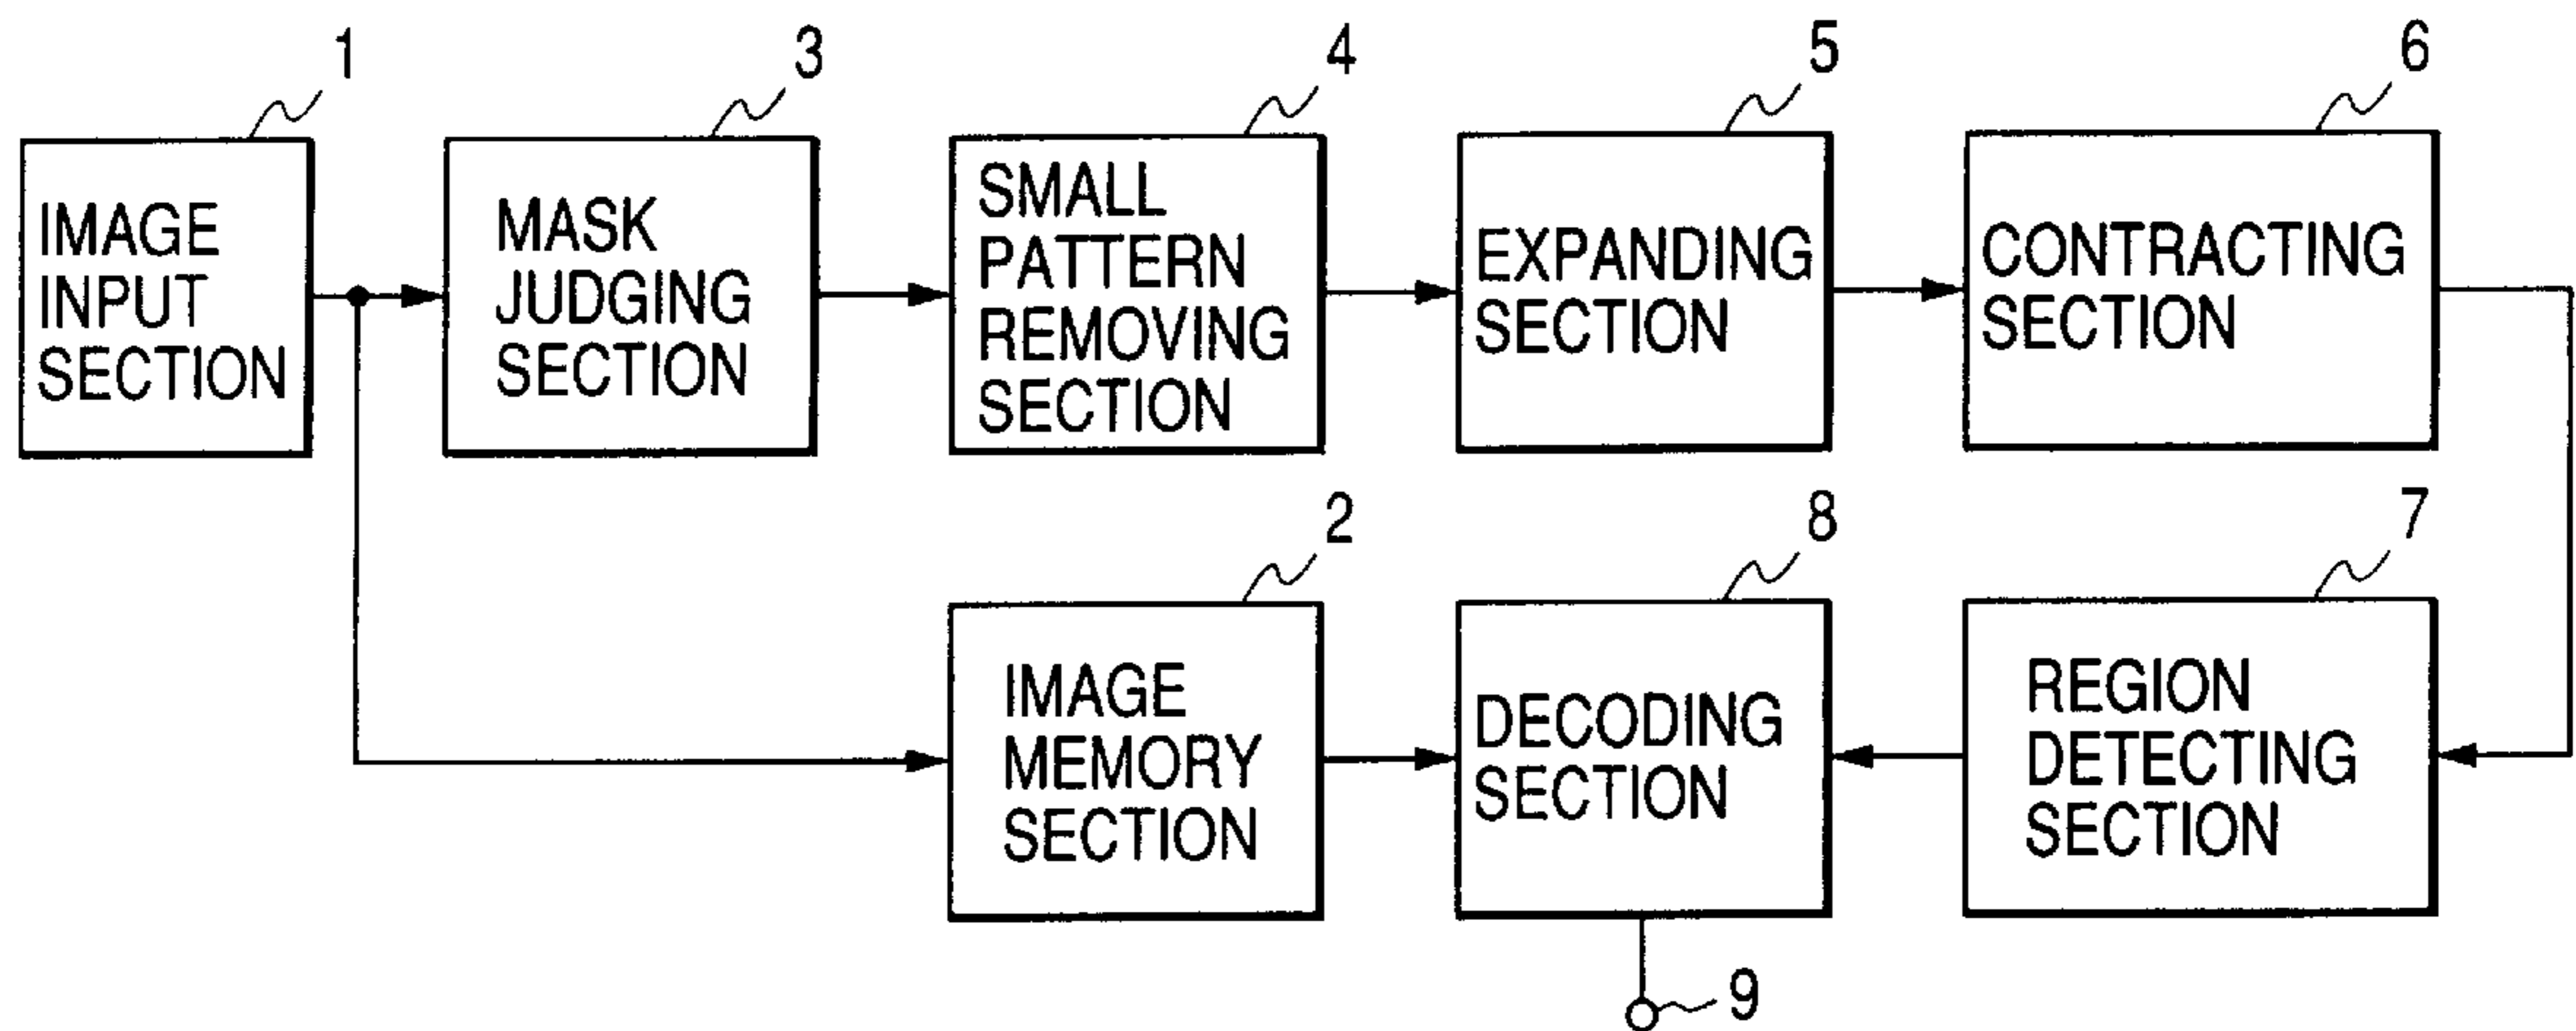 1
IMAGE
INPUT
SECTION
3
MASK
JUDGING
SECTION
4
SMALL
PATTERN
REMOVING
SECTION
5
EXPANDING
SECTION
6
CONTRACTING
SECTION
2
IMAGE
MEMORY
SECTION
8
DECODING
SECTION
7
REGION
DETECTING
SECTION
9